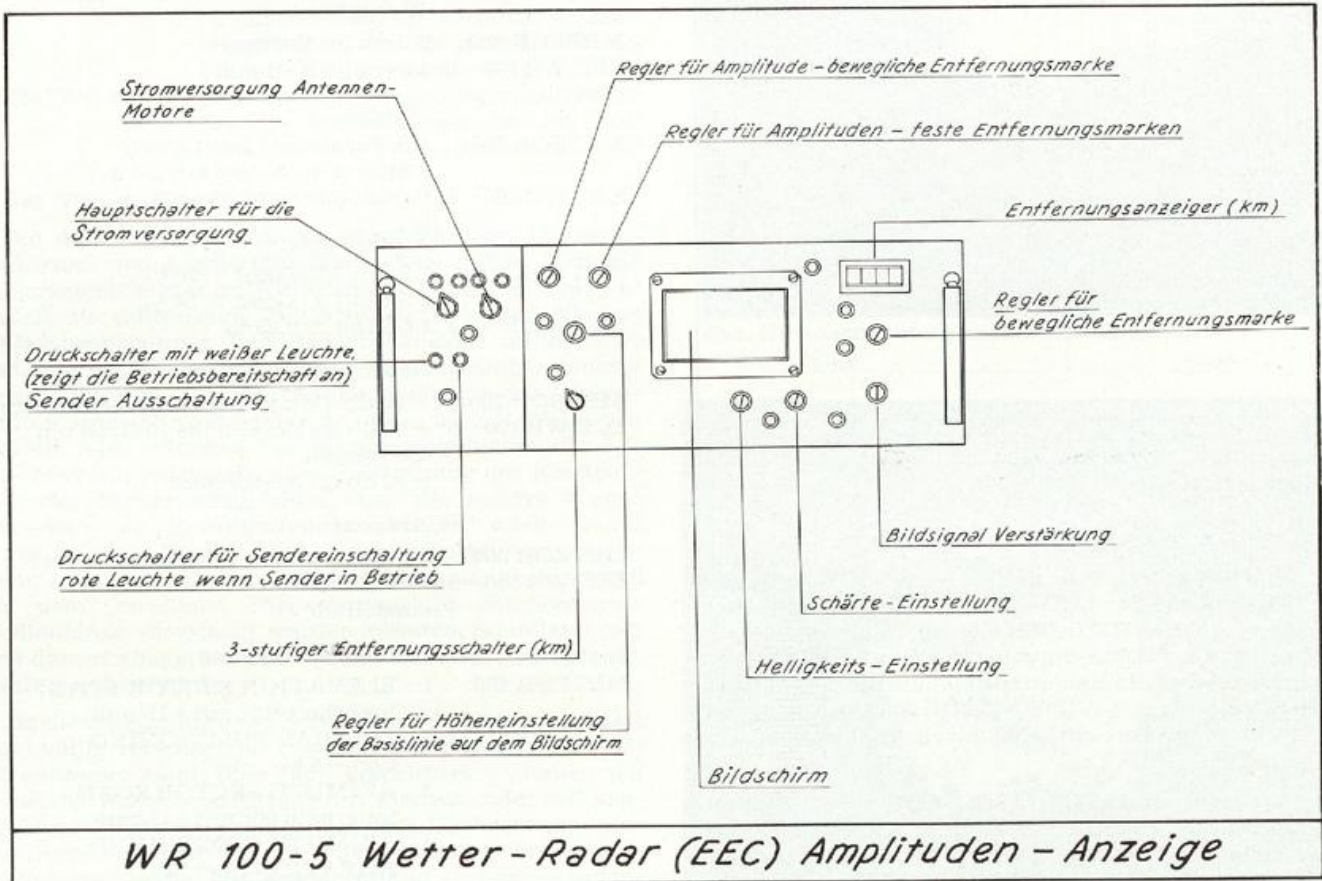 Regler für Amplitude - bewegliche Entfernungsmarke
Stromversorgung Antennen-
Motore
Regler für Amplituden - feste Entfernungsmarken
Hauptschalter für die
Stromversorgung
Entfernungsanzeiger (km)
Regler für
bewegliche Entfernungsmarke
Druckschalter mit weißer Leuchte,
(zeigt die Betriebsbereitschaft an)
Sender Ausschaltung
Bildsignal Verstärkung
Druckschalter für Sendereinschaltung
rote Leuchte wenn Sender in Betrieb
Schärfe - Einstellung
3-stufiger Entfernungsschalter (km)
Helligkeits - Einstellung
Regler für Höheneinstellung
der Basislinie auf dem Bildschirm
Bildschirm
WR 100-5 Wetter - Radar (EEC) Amplituden - Anzeige